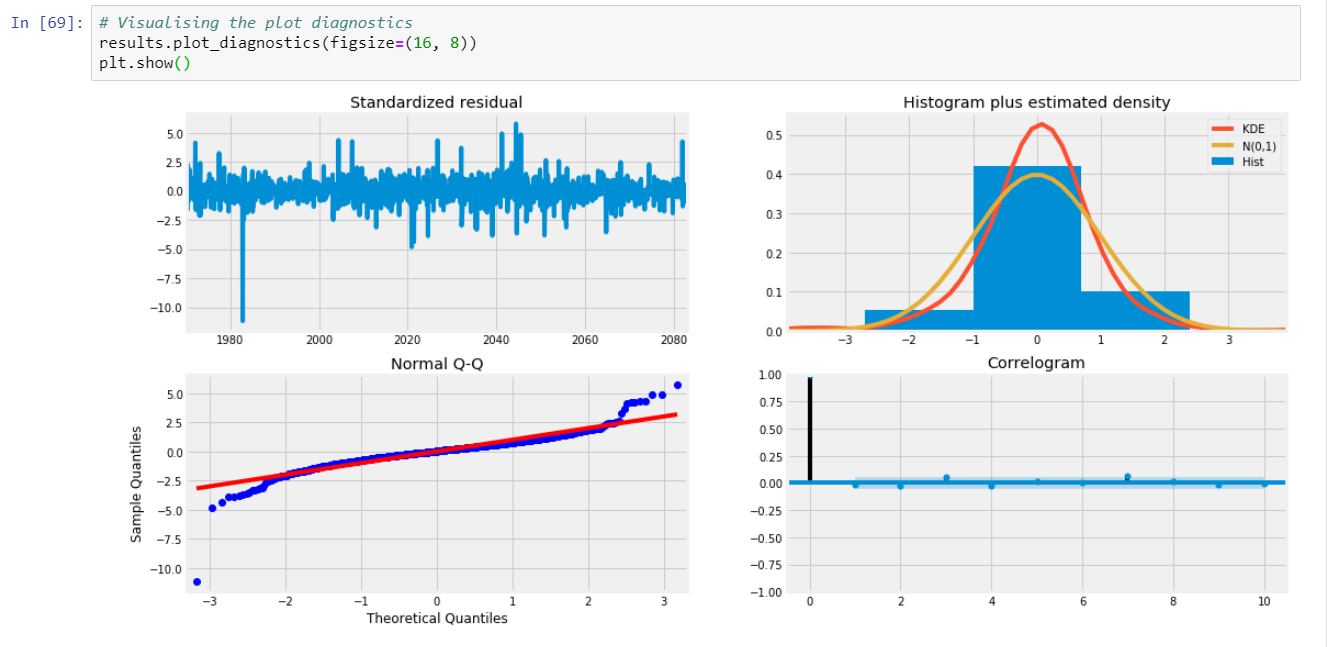 In [69]:
# Visualising the plot diagnostics
results.plot_diagnostics(figsize=(16, 8))
plt.show()
Standardized residual
5.0
2.5
0.0
−2.5
−5.0
−7.5
−10.0
1980 2000 2020 2040 2060 2080
Histogram plus estimated density
KDE
N(0,1)
Hist
0.5
0.4
0.3
0.2
0.1
0.0
−3 −2 −1 0 1 2 3
Normal Q-Q
Sample Quantiles
5.0
2.5
0.0
−2.5
−5.0
−7.5
−10.0
−3 −2 −1 0 1 2 3
Theoretical Quantiles
Correlogram
1.00
0.75
0.50
0.25
0.00
−0.25
−0.50
−0.75
−1.00
0 2 4 6 8 10